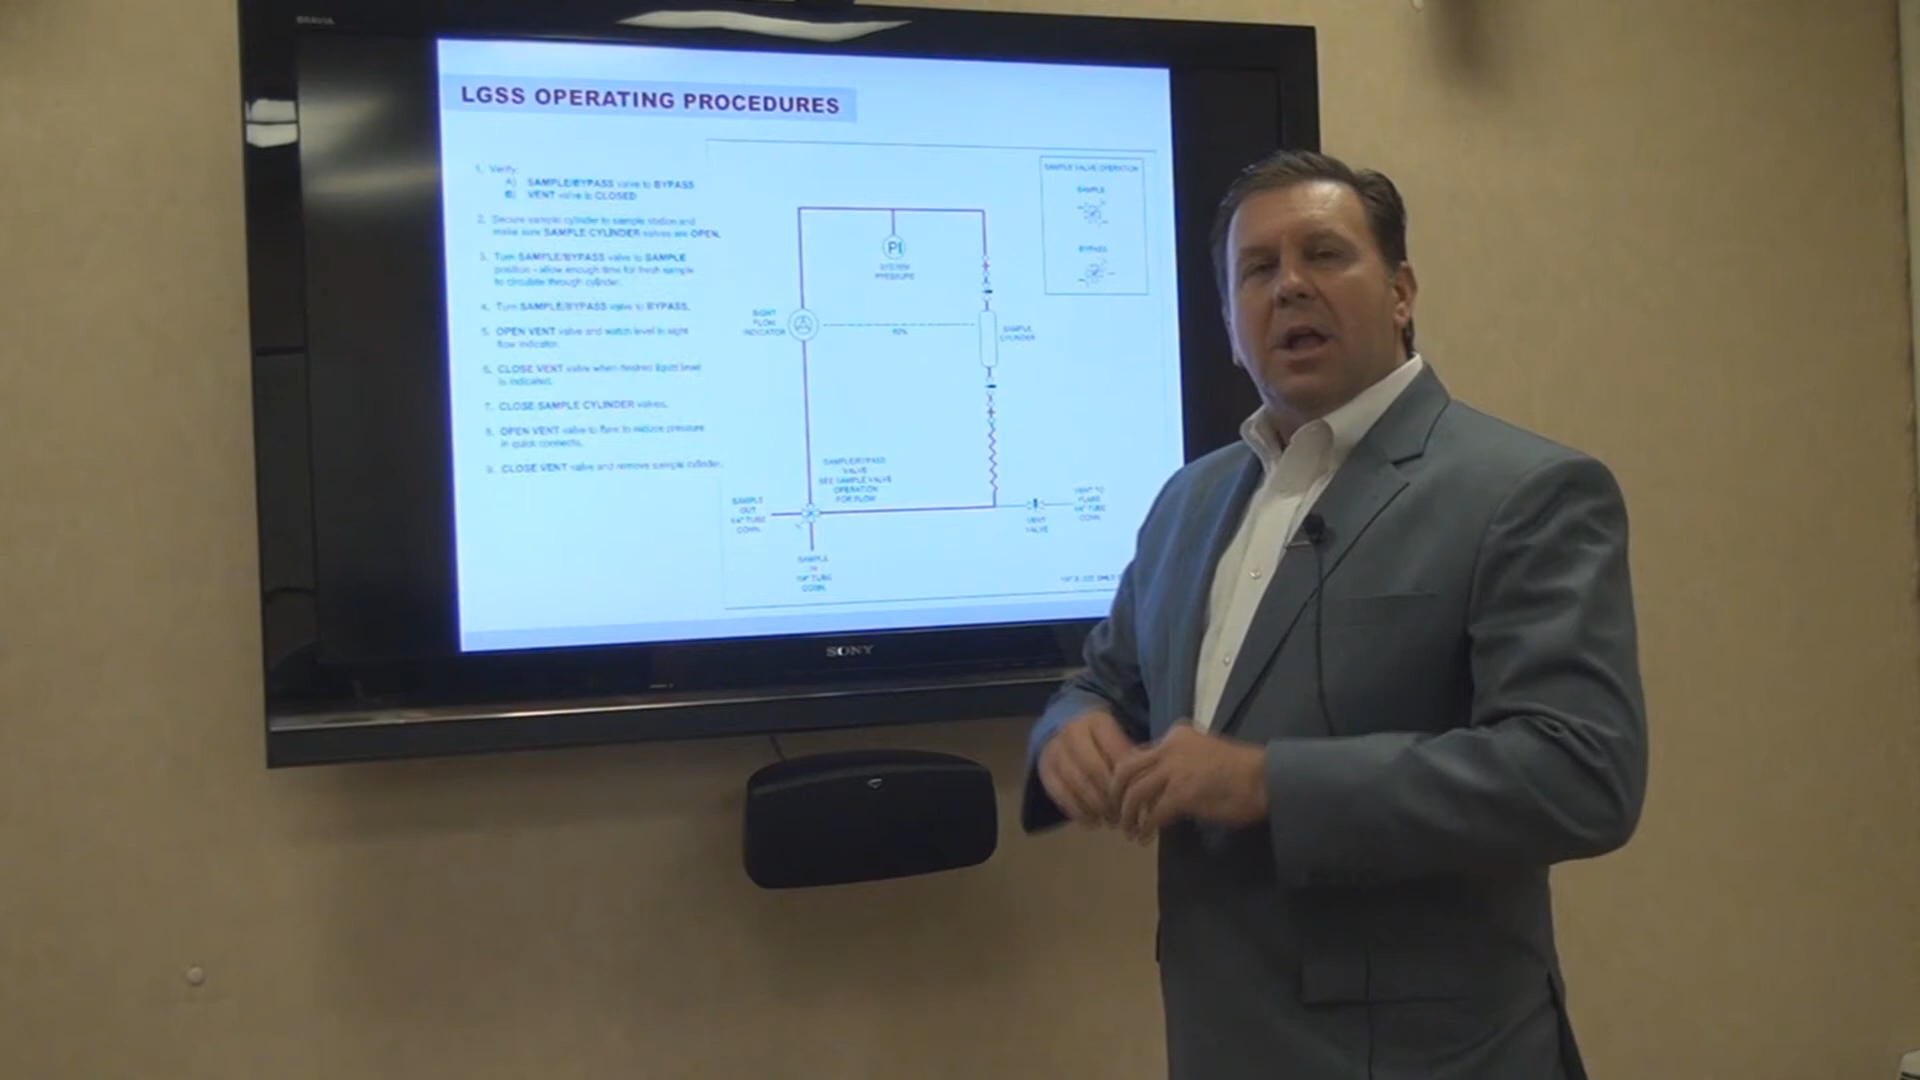 BRAVIA
LGSS OPERATING PROCEDURES
1. Verify:
A) SAMPLE/BYPASS valve to BYPASS
B) VENT valve is CLOSED
2. Secure sample cylinder to sample station and
make sure SAMPLE CYLINDER valves are OPEN.
3. Turn SAMPLE/BYPASS valve to SAMPLE
position - allow enough time for fresh sample
to circulate through cylinder.
4. Turn SAMPLE/BYPASS valve to BYPASS.
5. OPEN VENT valve and watch level in sight
flow indicator.
6. CLOSE VENT valve when desired liquid level
is indicated.
7. CLOSE SAMPLE CYLINDER valves.
8. OPEN VENT valve to flare to reduce pressure
in quick connects.
9. CLOSE VENT valve and remove sample cylinder.
SAMPLE VALVE OPERATION
SAMPLE
BYPASS
PI
SYSTEM
PRESSURE
SIGHT
FLOW
INDICATOR
SAMPLE
CYLINDER
SAMPLE/BYPASS
VALVE
SEE SAMPLE VALVE
OPERATION
FOR FLOW
SAMPLE
OUT
TUBE
CONN.
SAMPLE
IN
TUBE
CONN.
VENT
VALVE
VENT TO
FLARE
TUBE
CONN.
SONY